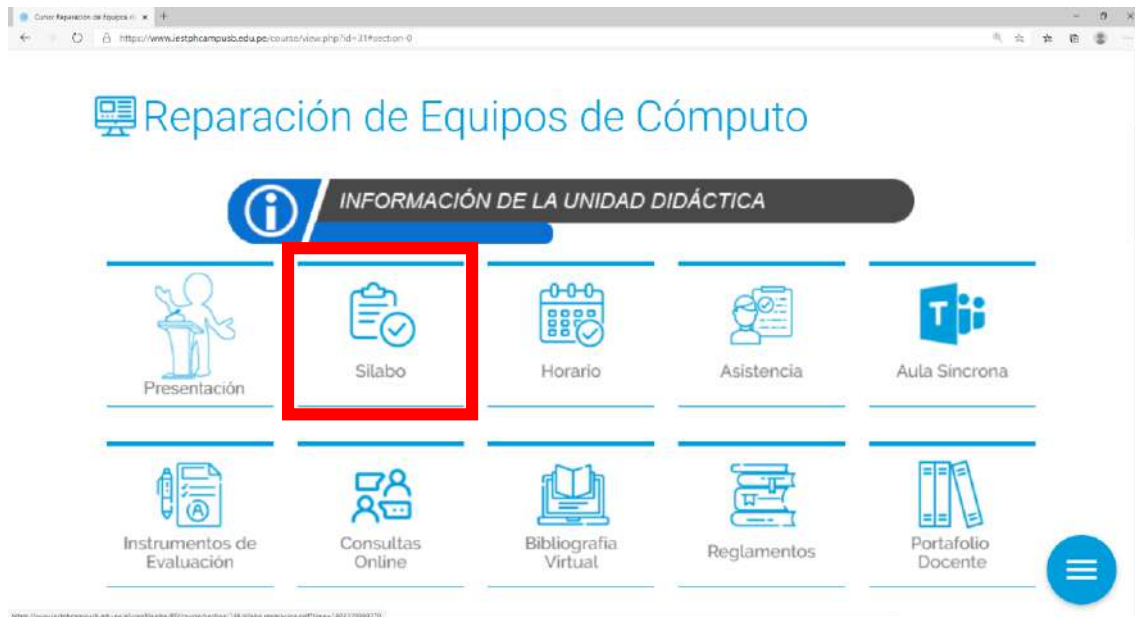 Curso: Reparación de Equipos
https://www.iestphcampusb.edu.pe/course/view.php?id=31#section-0
Reparación de Equipos de Cómputo
INFORMACIÓN DE LA UNIDAD DIDÁCTICA
Presentación
Silabo
Horario
Asistencia
Aula Sincrona
Instrumentos de
Evaluación
Consultas
Online
Bibliografia
Virtual
Reglamentos
Portafolio
Docente